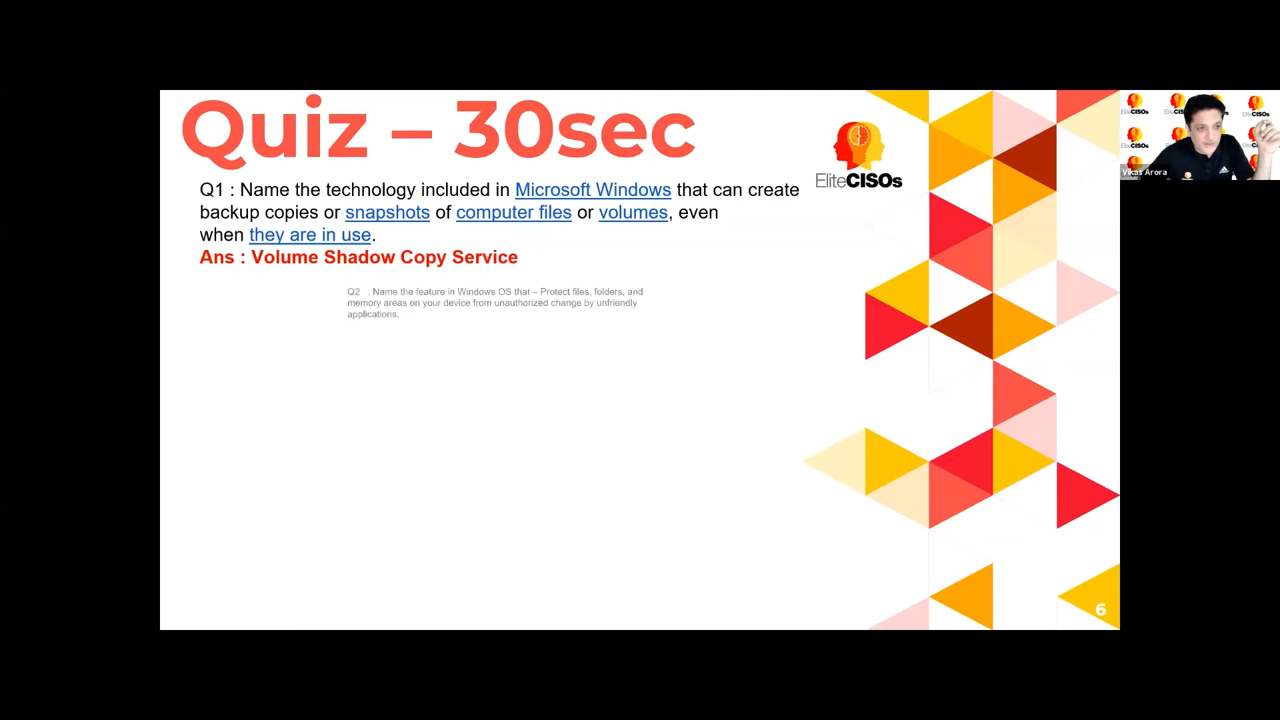 Quiz – 30sec
Q1 : Name the technology included in Microsoft Windows that can create
backup copies or snapshots of computer files or volumes, even
when they are in use.
Ans : Volume Shadow Copy Service
Q2 : Name the feature in Windows OS that – Protect files, folders, and
memory areas on your device from unauthorized change by unfriendly
applications.
EliteCISOs
6
Vikas Arora